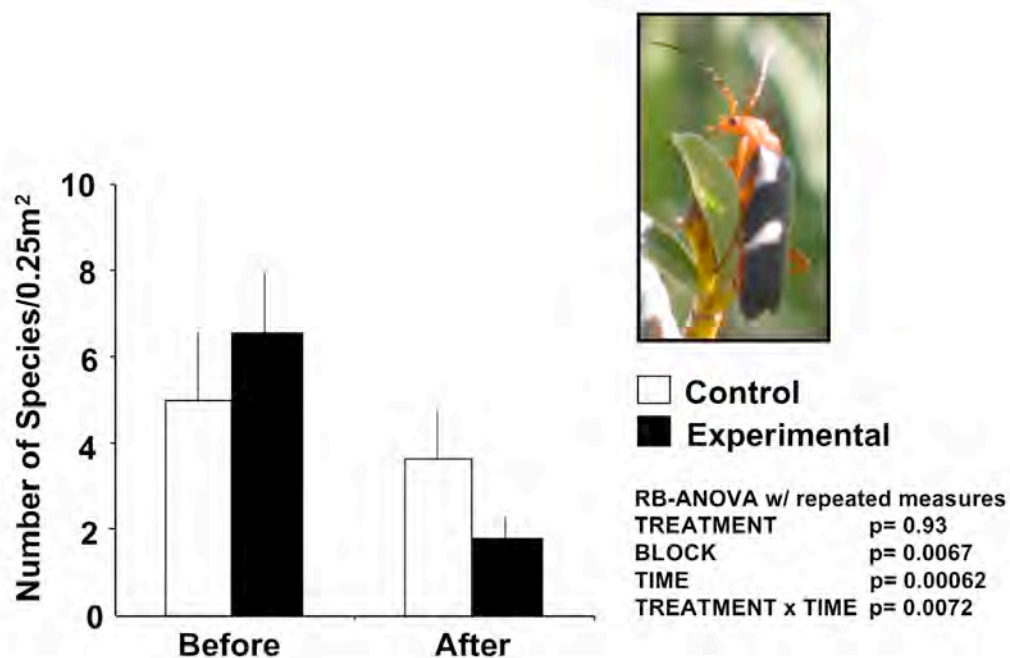 Number of Species/0.25m²
10
8
6
4
2
0
Before After
Control
Experimental
RB-ANOVA w/ repeated measures
TREATMENT p= 0.93
BLOCK p= 0.0067
TIME p= 0.00062
TREATMENT x TIME p= 0.0072